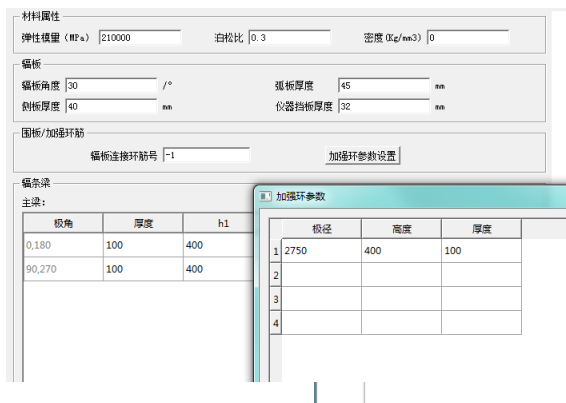 材料属性
弹性模量（MPa） 210000 泊松比 0.3 密度(Kg/mm3) 0
辐板
辐板角度 30 /° 弧板厚度 45 mm
侧板厚度 40 mm 仪器挡板厚度 32 mm
围板/加强环筋
辐板连接环筋号 -1 加强环参数设置
辐条梁
主梁：
极角 厚度 h1
0,180 100 400
90,270 100 400
加强环参数
极径 高度 厚度
1 2750 400 100
2
3
4